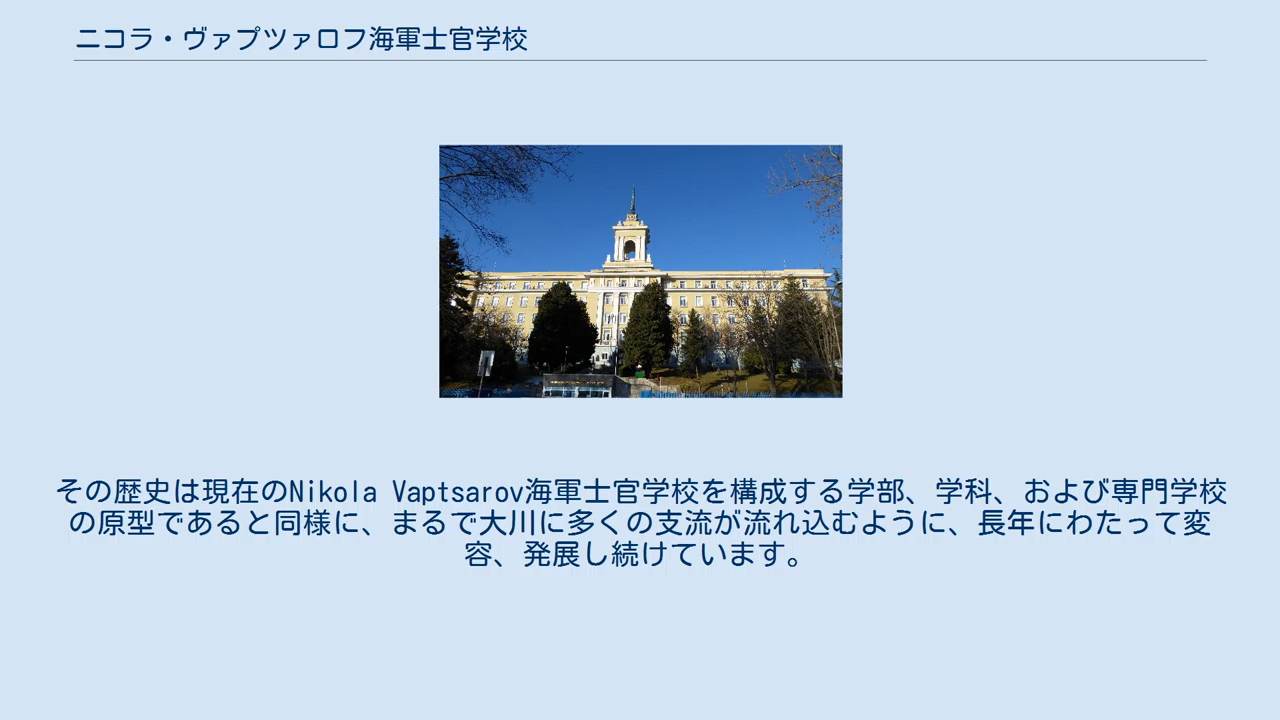 ニコラ・ヴァプツァロフ海軍士官学校
その歴史は現在のNikola Vaptsarov海軍士官学校を構成する学部、学科、および専門学校
の原型であると同様に、まるで大川に多くの支流が流れ込むように、長年にわたって変
容、発展し続けています。